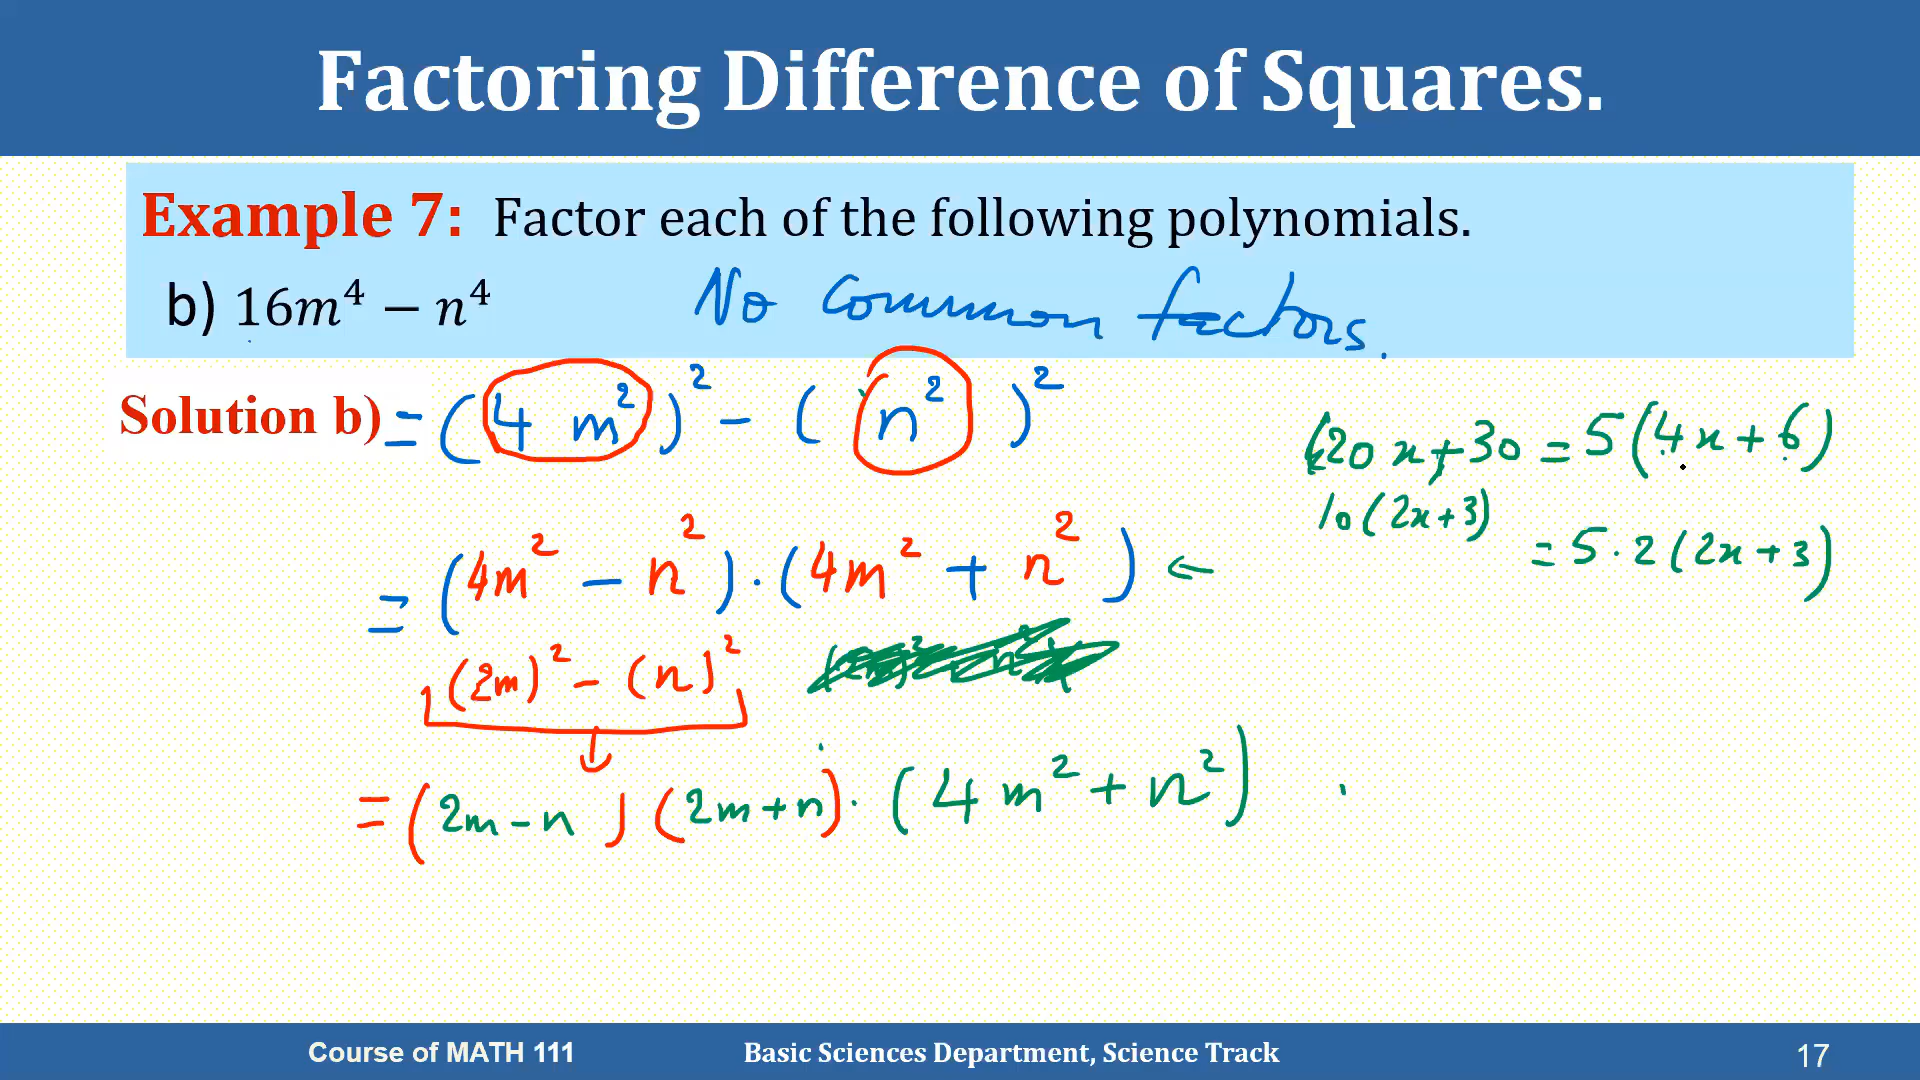 Factoring Difference of Squares.
Example 7: Factor each of the following polynomials.
b) 16m⁴ − n⁴ No common factors.
Solution b) = (4 m²)² − (n²)²
(20x+30 = 5(4x+6)
10(2x+3)
= 5·2(2x+3)
= (4m² − n²)·(4m² + n²) ←
(2m)² − (n)²
= (2m−n)(2m+n)·(4m²+n²)
Course of MATH 111 Basic Sciences Department, Science Track 17